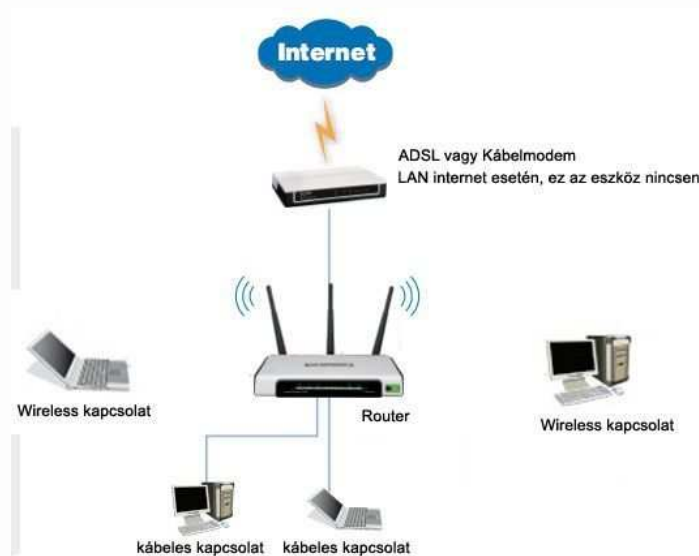 Internet
ADSL vagy Kábelmodem
LAN internet esetén, ez az eszköz nincsen
Wireless kapcsolat
Router
Wireless kapcsolat
kábeles kapcsolat
kábeles kapcsolat